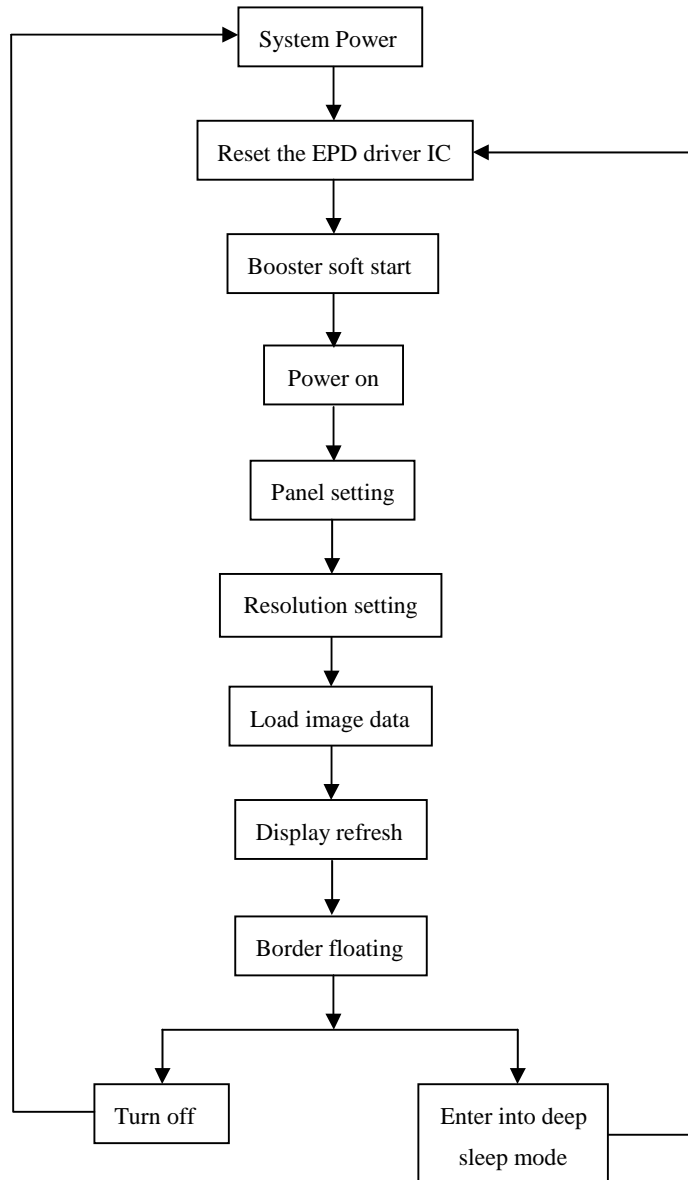 System Power
Reset the EPD driver IC
Booster soft start
Power on
Panel setting
Resolution setting
Load image data
Display refresh
Border floating
Turn off
Enter into deep
sleep mode